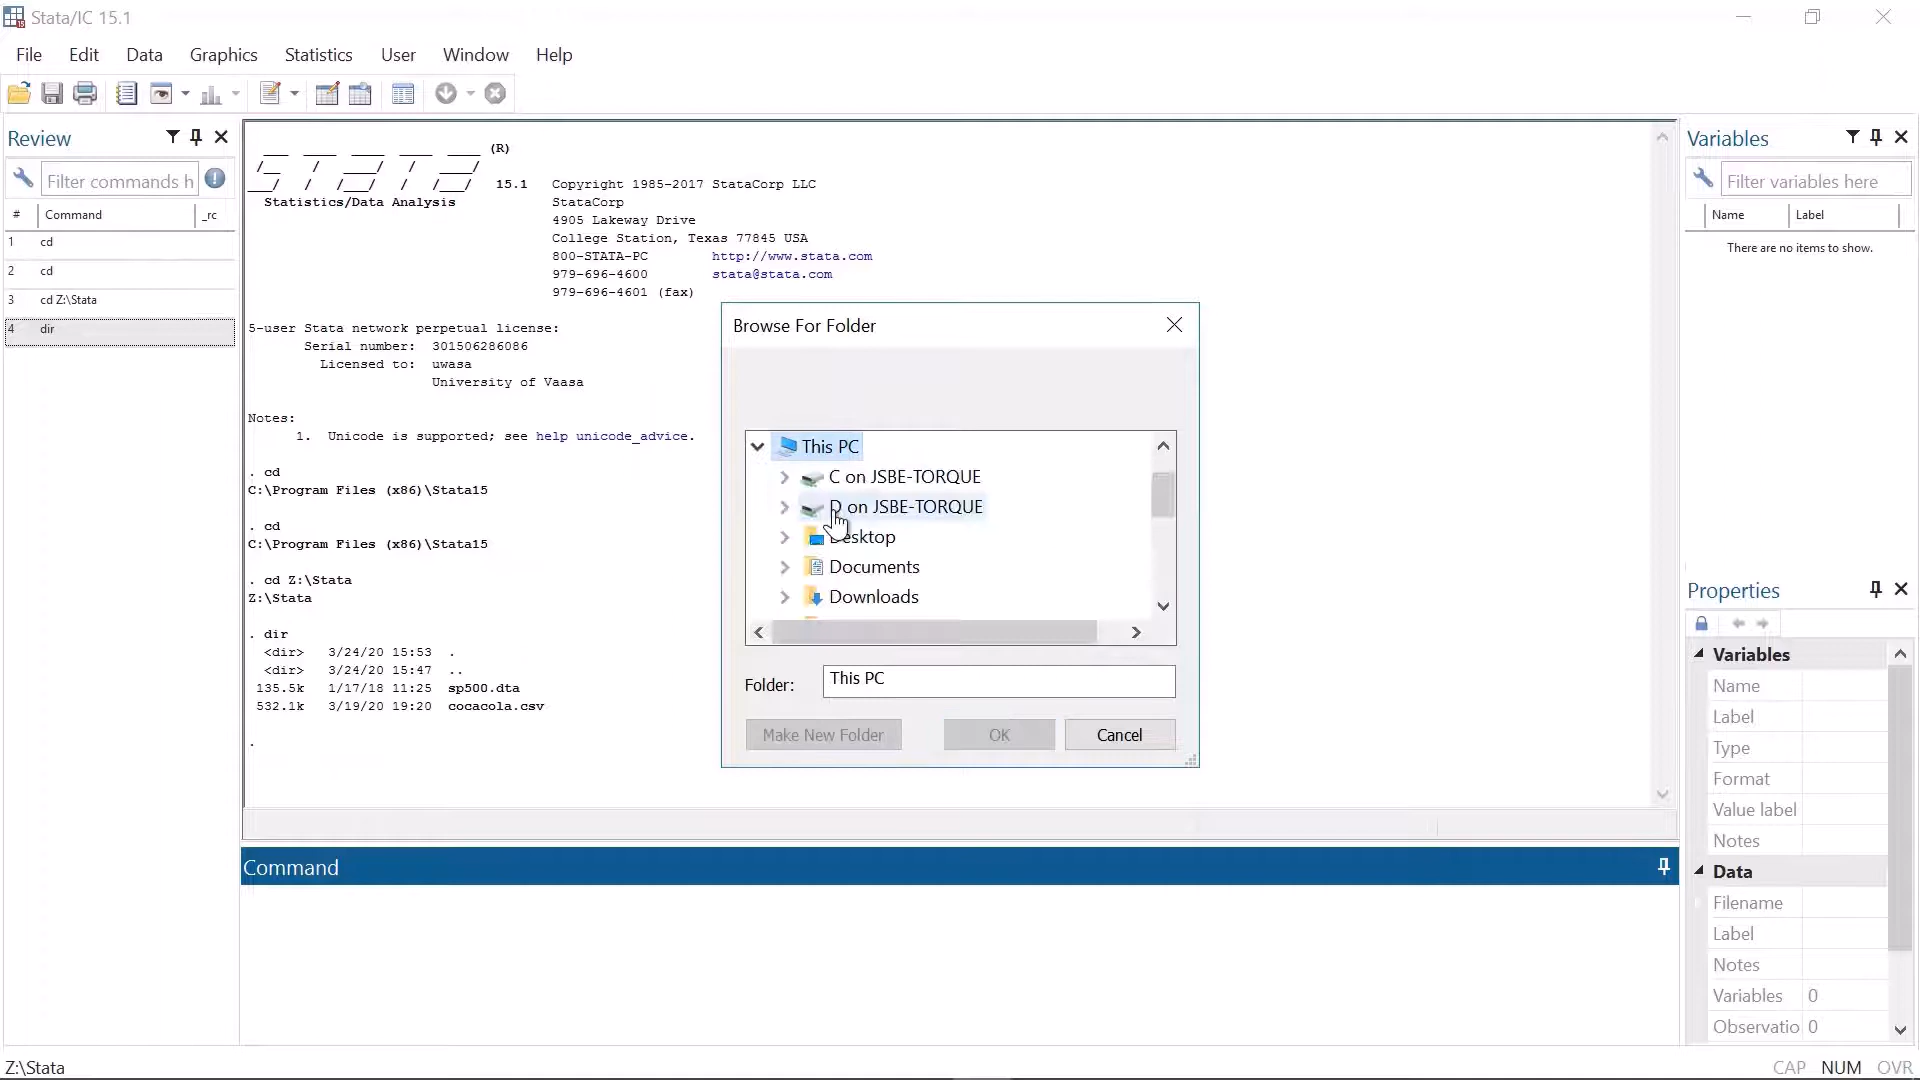 Stata/IC 15.1
File Edit Data Graphics Statistics User Window Help
Review
Filter commands h
# Command _rc
1 cd
2 cd
3 cd Z:\Stata
4 dir
(R)
15.1 Copyright 1985-2017 StataCorp LLC
Statistics/Data Analysis StataCorp
4905 Lakeway Drive
College Station, Texas 77845 USA
800-STATA-PC http://www.stata.com
979-696-4600 stata@stata.com
979-696-4601 (fax)
5-user Stata network perpetual license:
Serial number: 301506286086
Licensed to: uwasa
University of Vaasa
Notes:
1. Unicode is supported; see help unicode_advice.
. cd
C:\Program Files (x86)\Stata15
. cd
C:\Program Files (x86)\Stata15
. cd Z:\Stata
Z:\Stata
. dir
<dir> 3/24/20 15:53 .
<dir> 3/24/20 15:47 ..
135.5k 1/17/18 11:25 sp500.dta
532.1k 3/19/20 19:20 cocacola.csv
.
Browse For Folder
This PC
C on JSBE-TORQUE
D on JSBE-TORQUE
Desktop
Documents
Downloads
Folder: This PC
Make New Folder OK Cancel
Command
Variables
Filter variables here
Name Label
There are no items to show.
Properties
Variables
Name
Label
Type
Format
Value label
Notes
Data
Filename
Label
Notes
Variables 0
Observatio 0
Z:\Stata
CAP NUM OVR